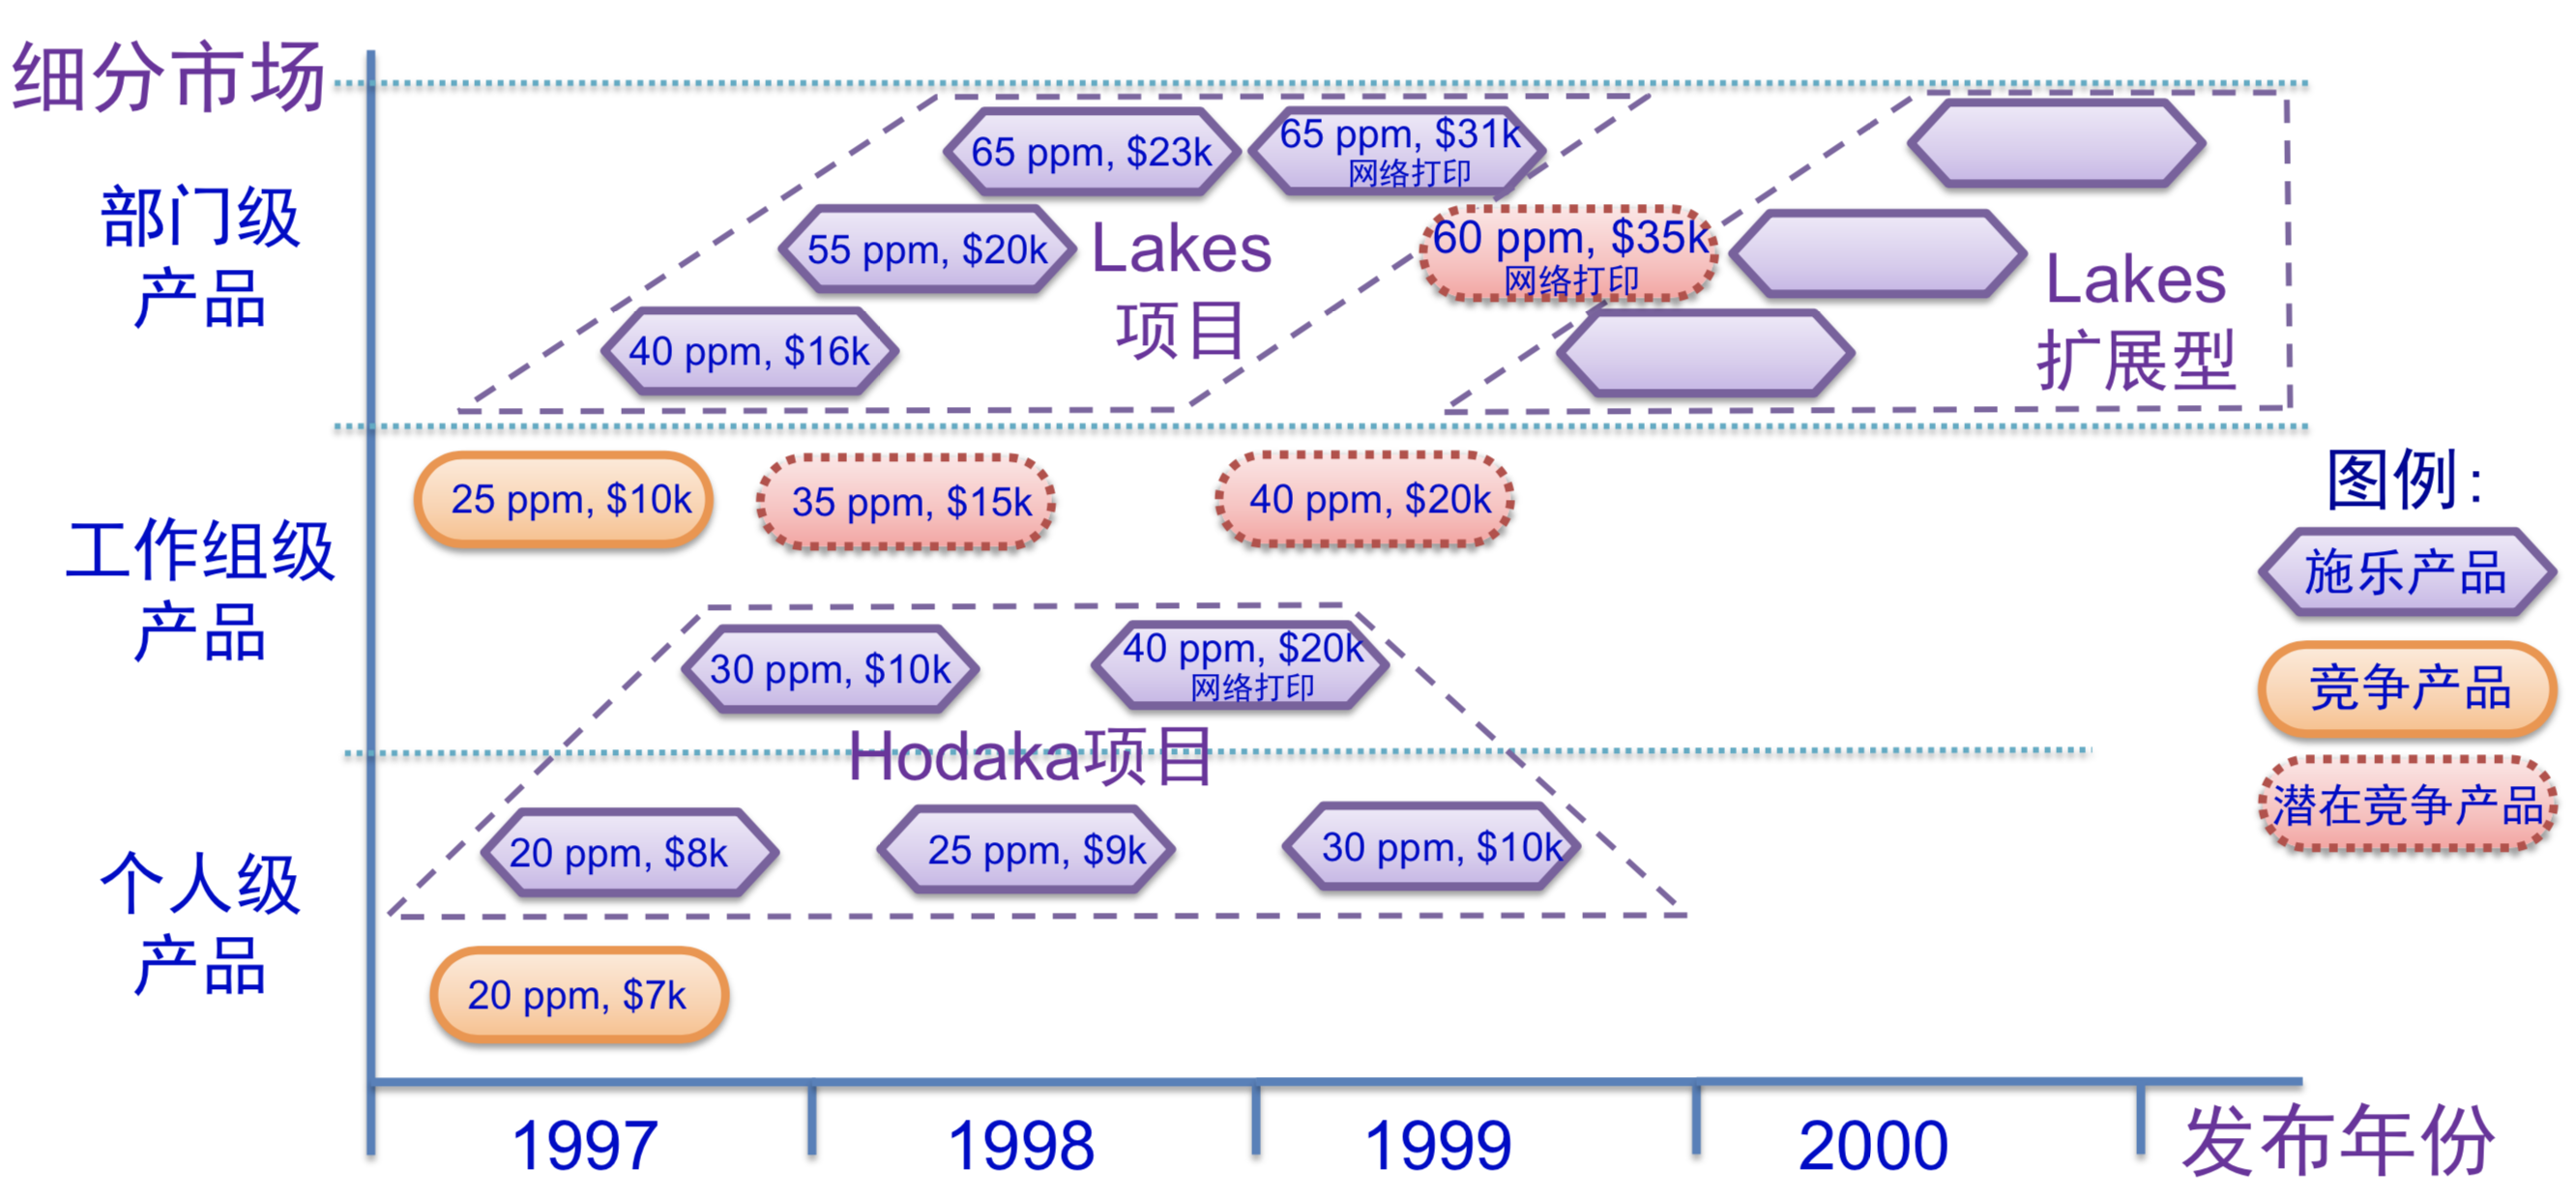 细分市场
部门级
产品
65 ppm, $23k
65 ppm, $31k
网络打印
55 ppm, $20k
Lakes
项目
60 ppm, $35k
网络打印
40 ppm, $16k
Lakes
扩展型
工作组级
产品
25 ppm, $10k
35 ppm, $15k
40 ppm, $20k
30 ppm, $10k
40 ppm, $20k
网络打印
Hodaka项目
个人级
产品
20 ppm, $8k
25 ppm, $9k
30 ppm, $10k
20 ppm, $7k
图例:
施乐产品
竞争产品
潜在竞争产品
1997
1998
1999
2000
发布年份